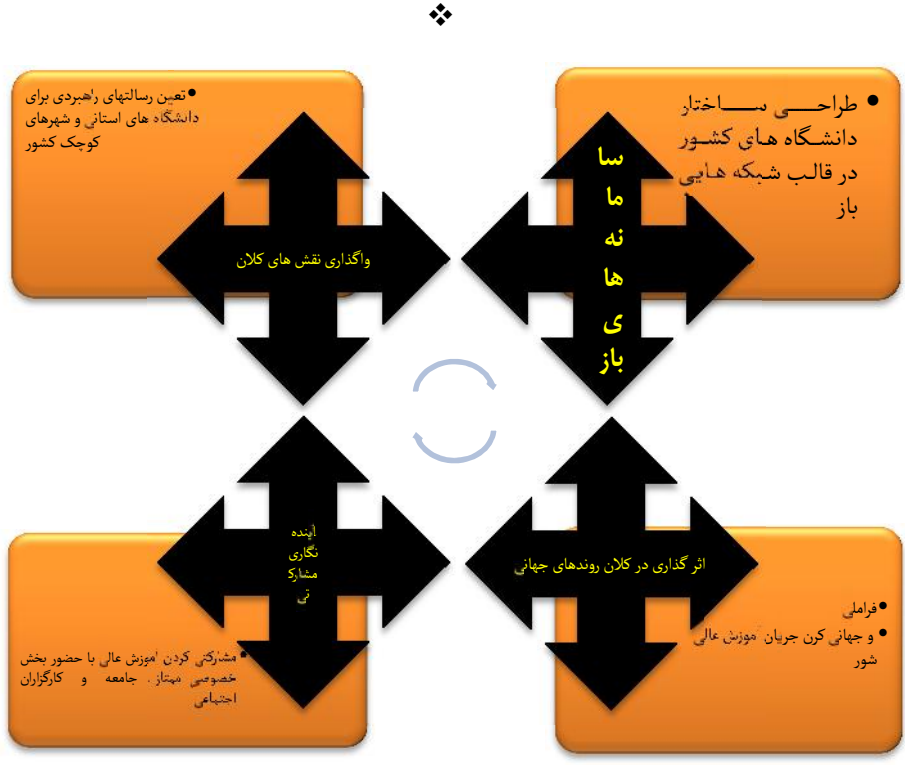 ❖
• طراحی ساختار
دانشگاه های کشور
در قالب شبکه هایی
باز
سا
ما
نه
ها
ی
باز
• تعین رسالتهای راهبردی برای
دانشگاه های استانی و شهرهای
کوچک کشور
واگذاری نقش های کلان
اثر گذاری در کلان روندهای جهانی
• فراملی
• و جهانی کرن جریان آموزش عالی
شور
آینده
نگاری
مشارک
تی
• مشارکتی کردن آموزش عالی با حضور بخش
خصوصی ممتاز . جامعه و کارگزاران
اجتماعی